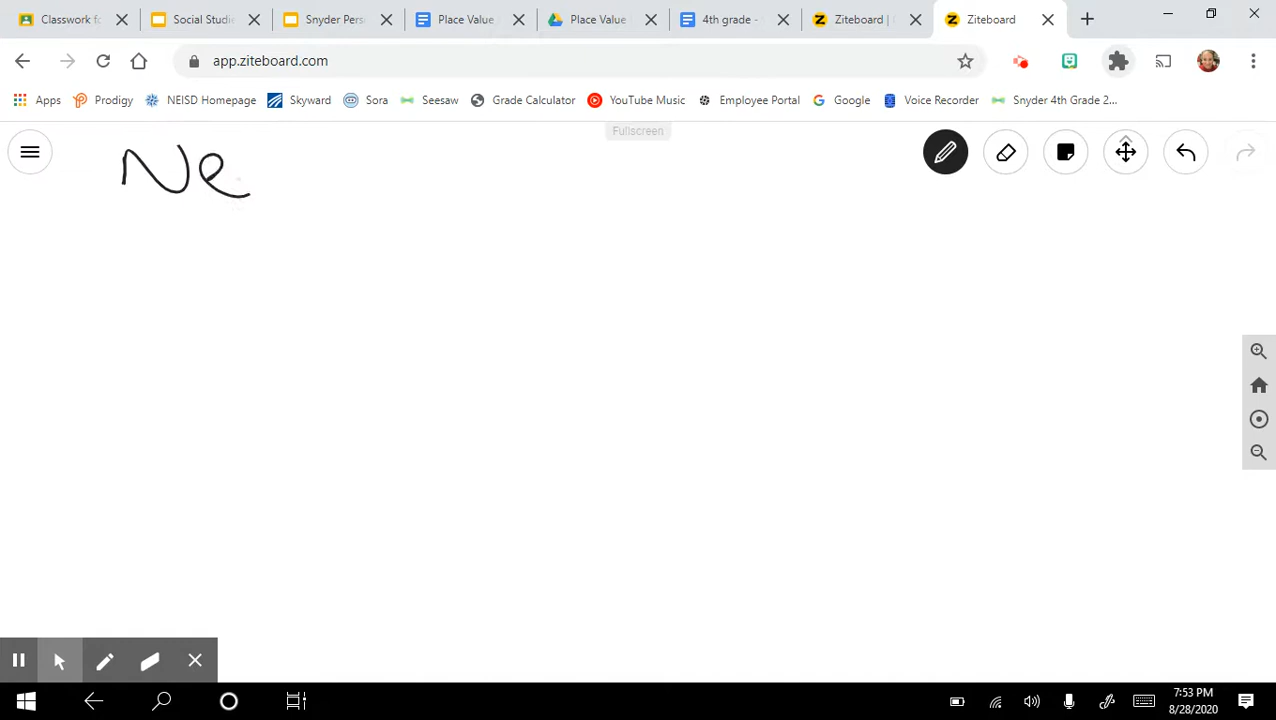 Classwork fo
Social Studie
Snyder Pers
Place Value
Place Value
4th grade -
Ziteboard |
Ziteboard
app.ziteboard.com
Apps
Prodigy
NEISD Homepage
Skyward
Sora
Seesaw
Grade Calculator
YouTube Music
Employee Portal
Google
Voice Recorder
Snyder 4th Grade 2...
Fullscreen
Ne
7:53 PM
8/28/2020